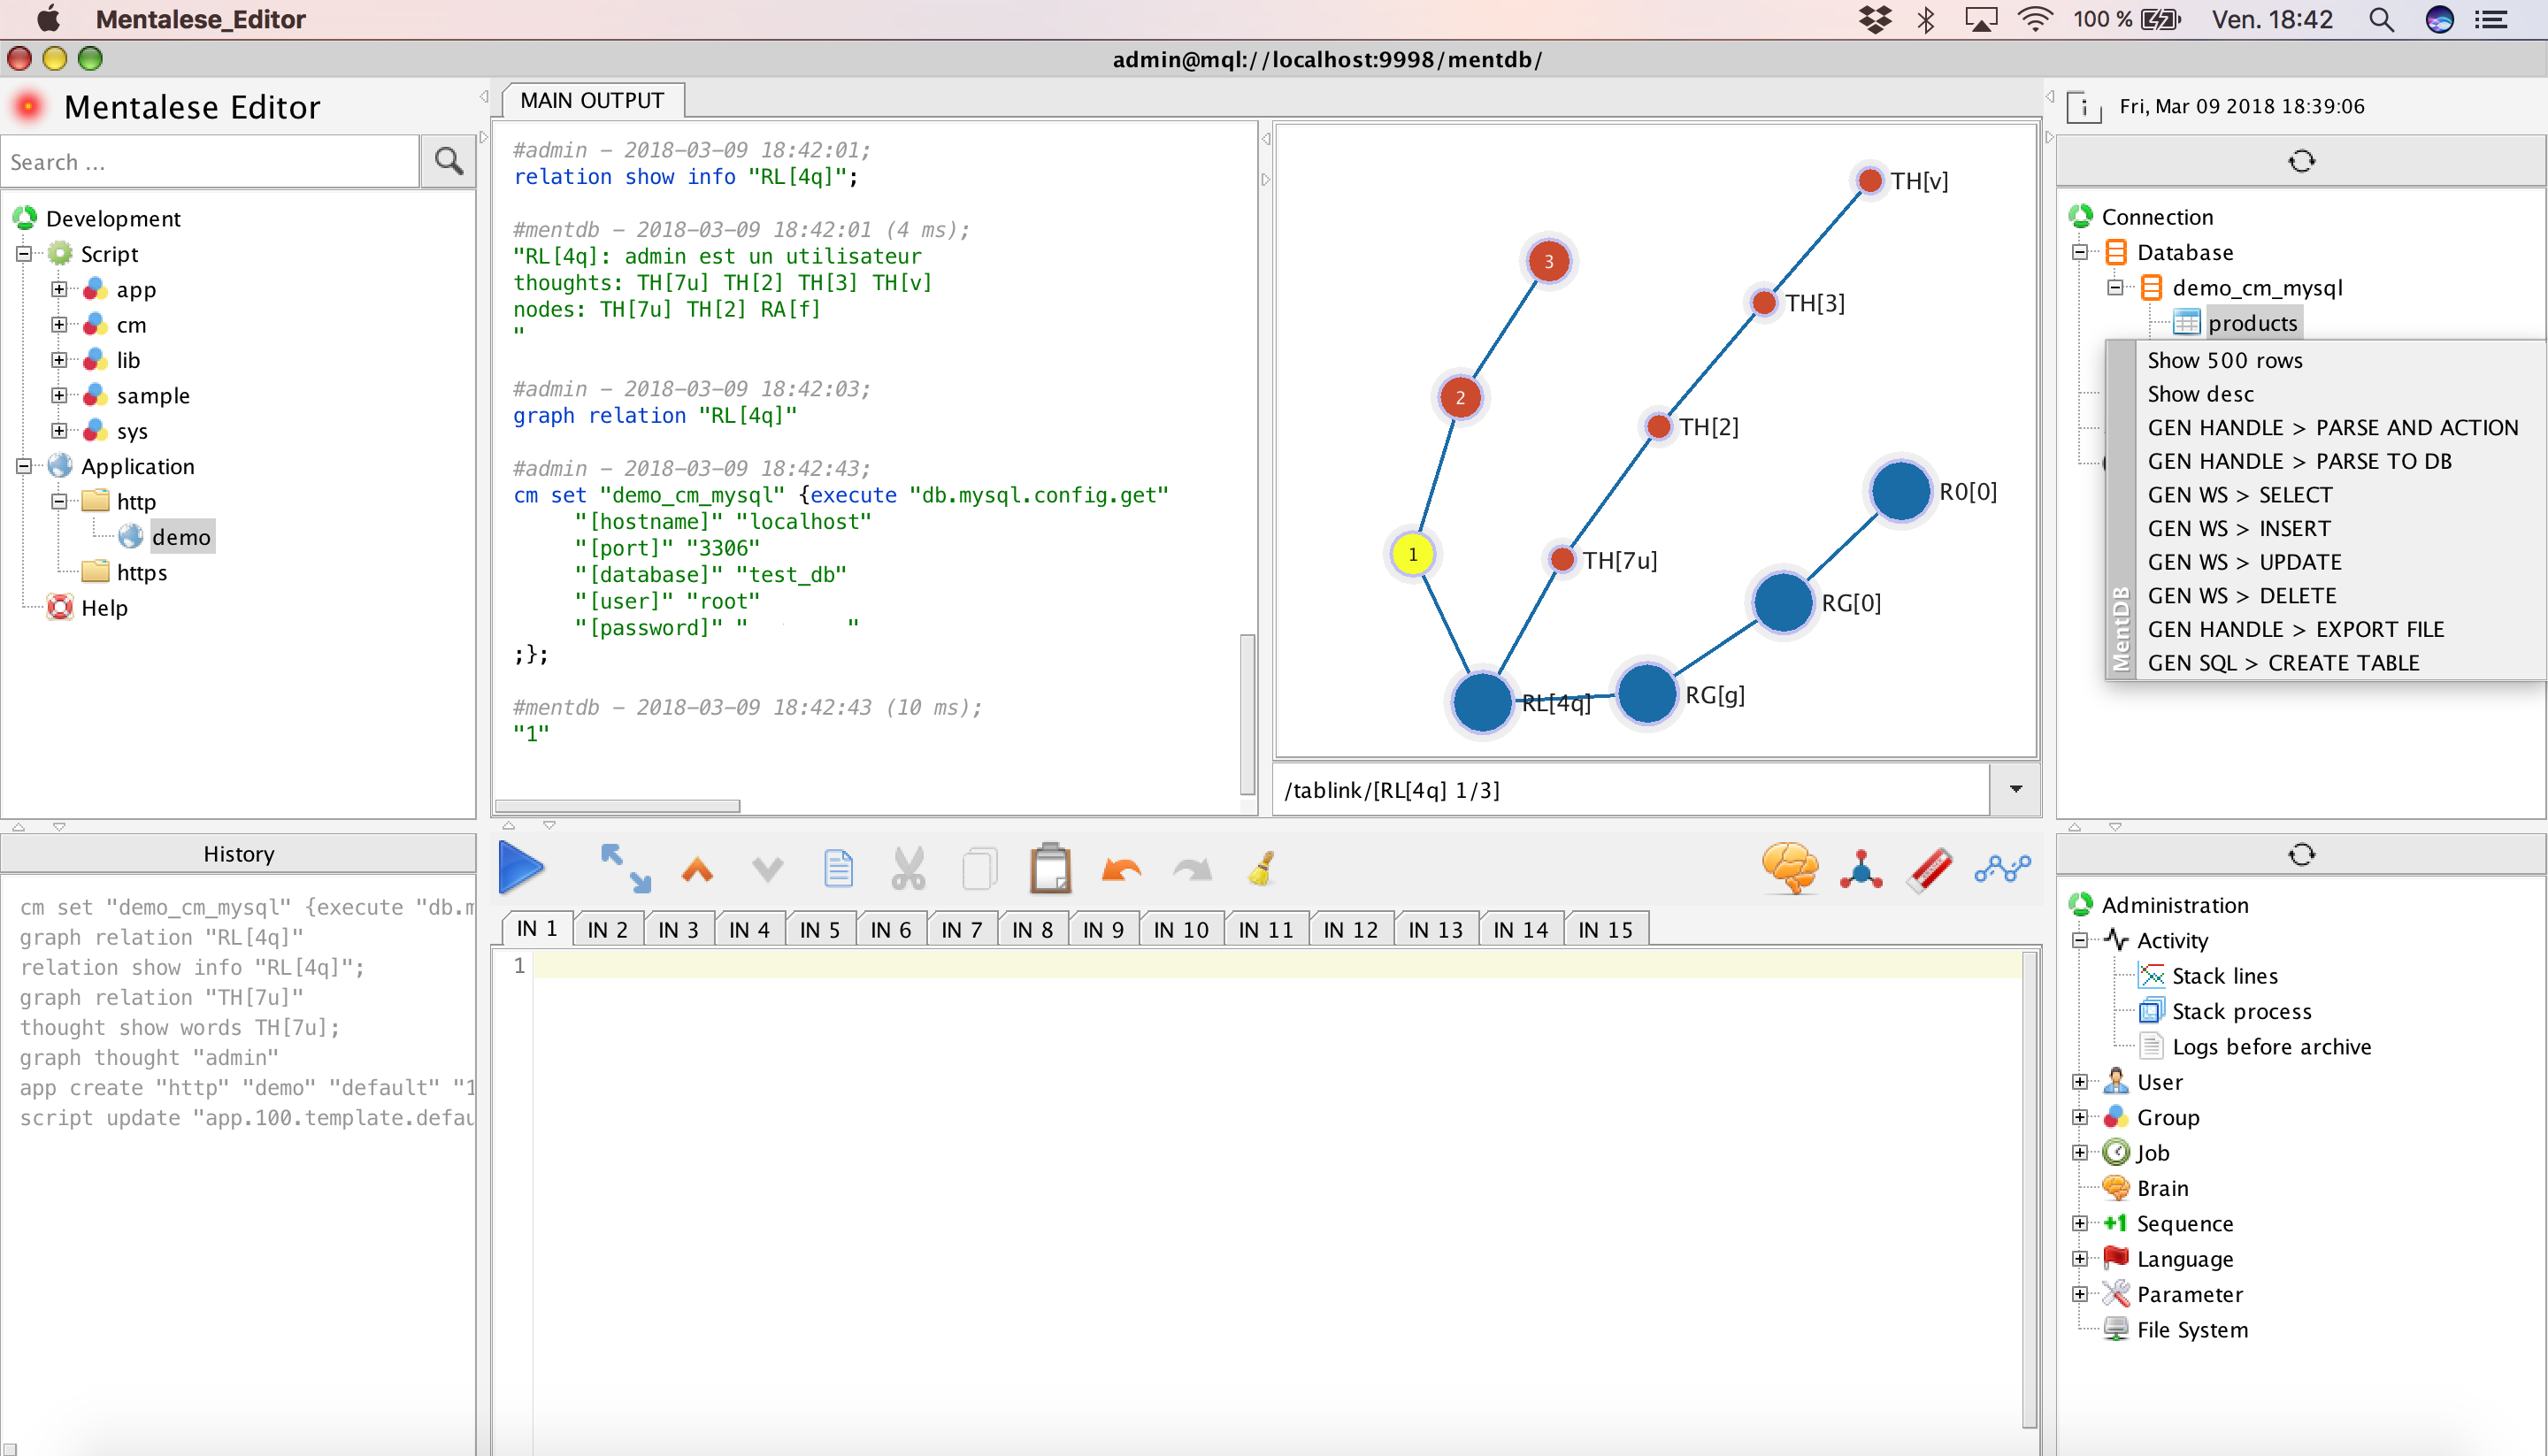 Mentalese_Editor
100 %
Ven. 18:42
admin@mql://localhost:9998/mentdb/
Mentalese Editor
Search ...
Development
Script
app
cm
lib
sample
sys
Application
http
demo
https
Help
MAIN OUTPUT
#admin - 2018-03-09 18:42:01;
relation show info "RL[4q]";
#mentdb - 2018-03-09 18:42:01 (4 ms);
"RL[4q]: admin est un utilisateur
thoughts: TH[7u] TH[2] TH[3] TH[v]
nodes: TH[7u] TH[2] RA[f]
"
#admin - 2018-03-09 18:42:03;
graph relation "RL[4q]"
#admin - 2018-03-09 18:42:43;
cm set "demo_cm_mysql" {execute "db.mysql.config.get"
"[hostname]" "localhost"
"[port]" "3306"
"[database]" "test_db"
"[user]" "root"
"[password]" " "
;};
#mentdb - 2018-03-09 18:42:43 (10 ms);
"1"
TH[v]
3
TH[3]
2
TH[2]
R0[0]
1
TH[7u]
RG[0]
RL[4q]
RG[g]
/tablink/[RL[4q] 1/3]
i
Fri, Mar 09 2018 18:39:06
Connection
Database
demo_cm_mysql
products
MentDB
Show 500 rows
Show desc
GEN HANDLE > PARSE AND ACTION
GEN HANDLE > PARSE TO DB
GEN WS > SELECT
GEN WS > INSERT
GEN WS > UPDATE
GEN WS > DELETE
GEN HANDLE > EXPORT FILE
GEN SQL > CREATE TABLE
History
cm set "demo_cm_mysql" {execute "db.m
graph relation "RL[4q]"
relation show info "RL[4q]";
graph relation "TH[7u]"
thought show words TH[7u];
graph thought "admin"
app create "http" "demo" "default" "1
script update "app.100.template.defau
IN 1
IN 2
IN 3
IN 4
IN 5
IN 6
IN 7
IN 8
IN 9
IN 10
IN 11
IN 12
IN 13
IN 14
IN 15
1
Administration
Activity
Stack lines
Stack process
Logs before archive
User
Group
Job
Brain
+1 Sequence
Language
Parameter
File System